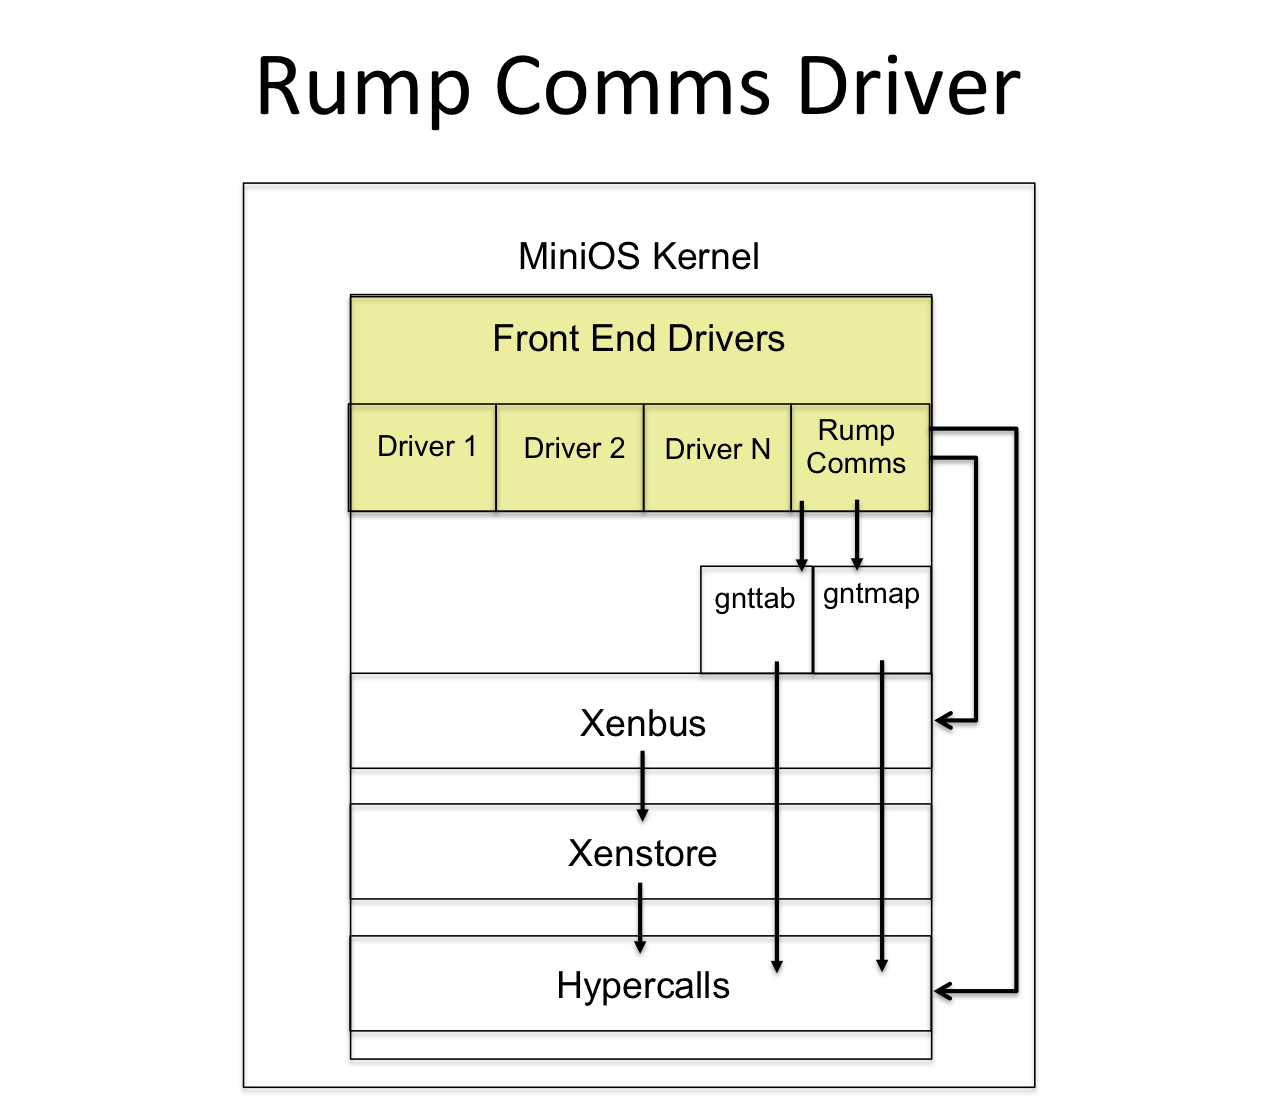 Rump Comms Driver
MiniOS Kernel
Front End Drivers
Driver 1
Driver 2
Driver N
Rump
Comms
gnttab
gntmap
Xenbus
Xenstore
Hypercalls